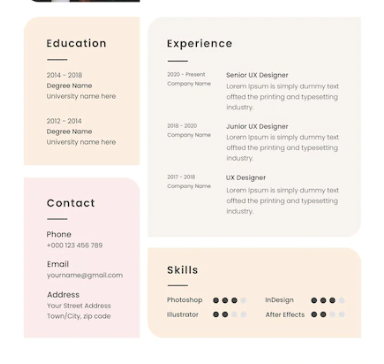 Education
2014 - 2018
Degree Name
University name here
2012 - 2014
Degree Name
University name here
Contact
Phone
+000 123 456 789
Email
yourname@gmail.com
Address
Your Street Address
Town/City, zip code
Experience
2020 - Present
Company Name
Senior UX Designer
Lorem Ipsum is simply dummy text
offted the printing and typesetting
industry.
2018 - 2020
Company Name
Junior UX Designer
Lorem Ipsum is simply dummy text
offted the printing and typesetting
industry.
2017 - 2018
Company Name
UX Designer
Lorem Ipsum is simply dummy text
offted the printing and typesetting
industry.
Skills
Photoshop
InDesign
Illustrator
After Effects